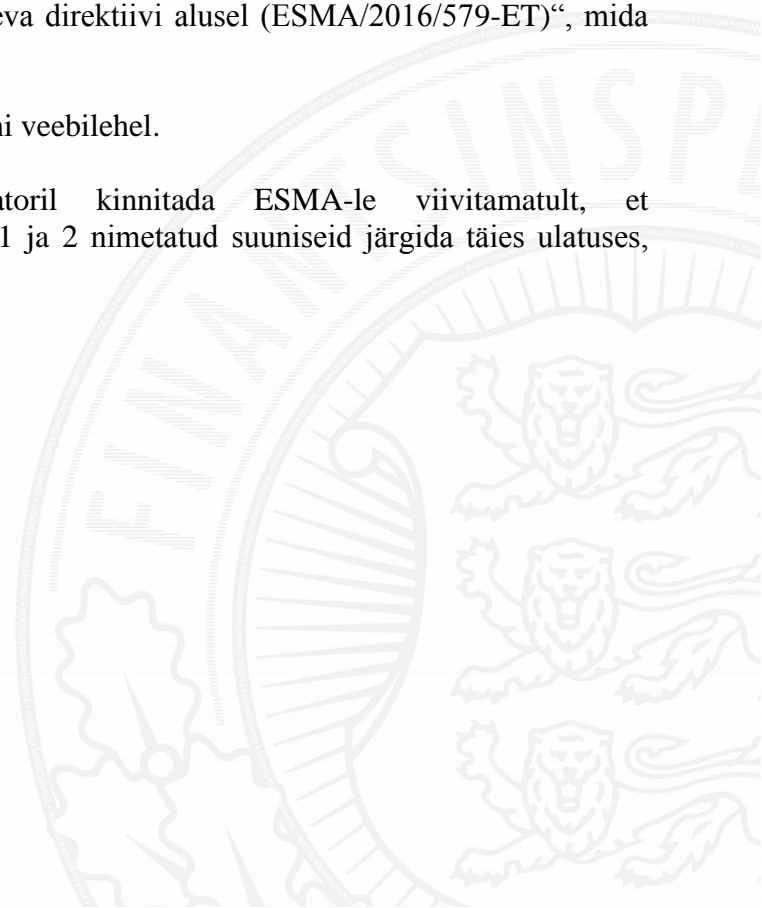 eva direktiivi alusel (ESMA/2016/579-ET)“, mida
ni veebilehel.
atoril kinnitada ESMA-le viivitamatult, et
1 ja 2 nimetatud suuniseid järgida täies ulatuses,
FINANTSINSPE